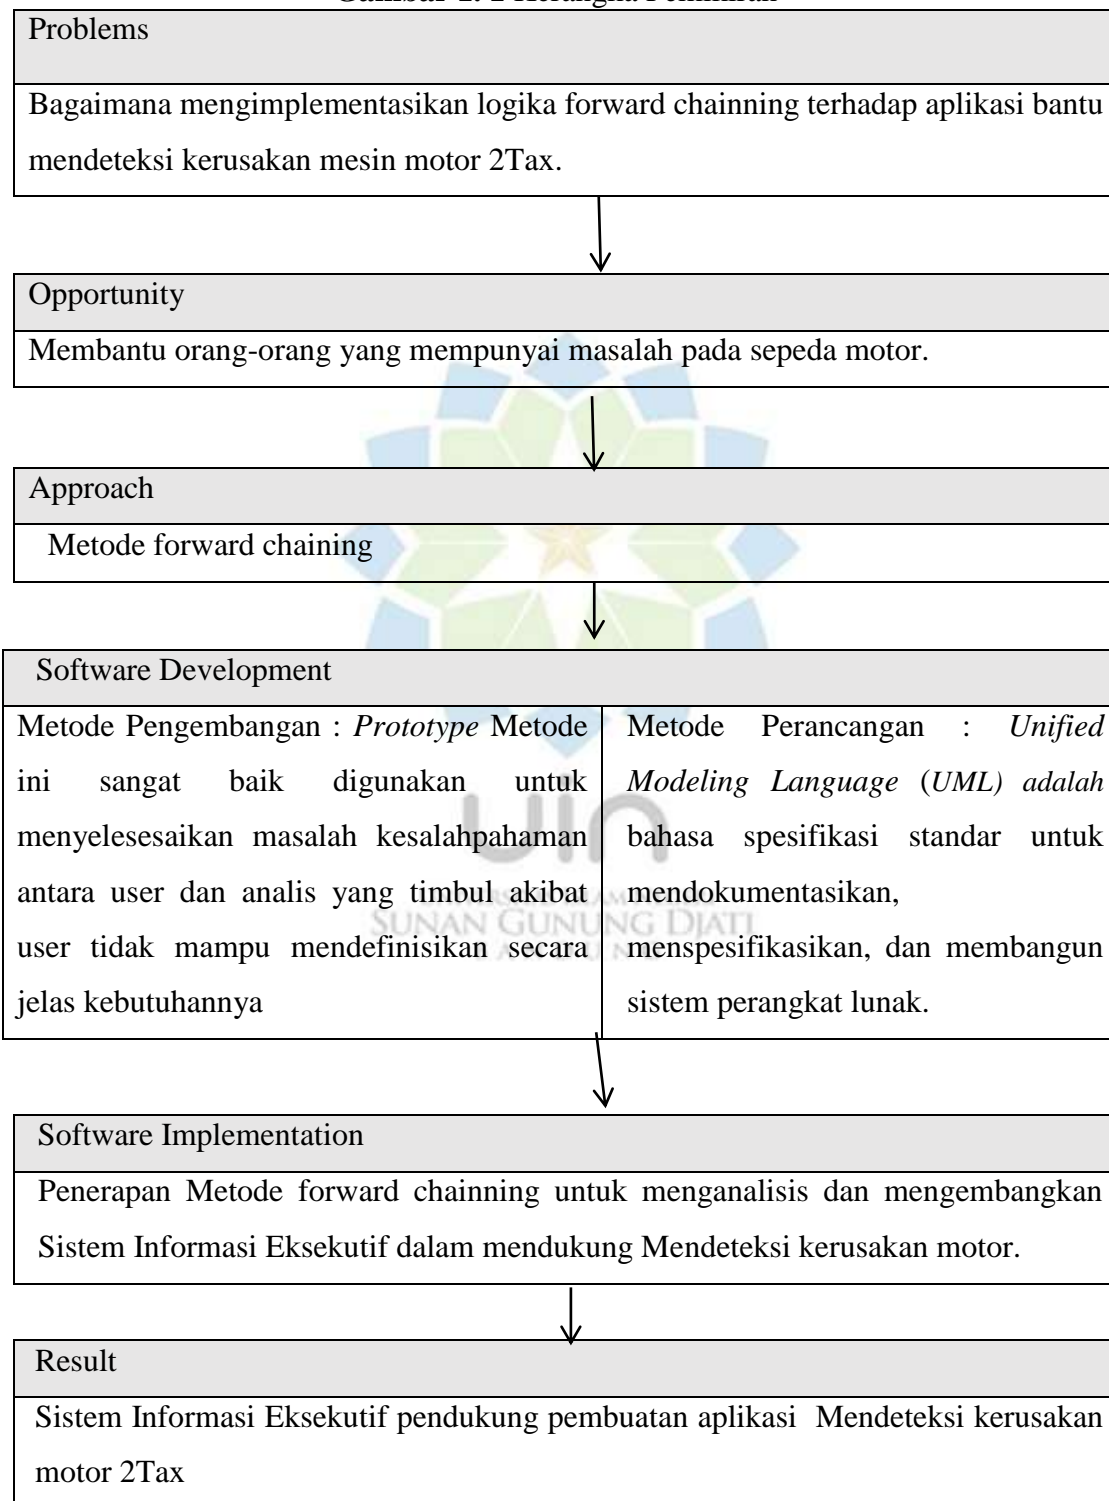 Problems
Bagaimana mengimplementasikan logika forward chainning terhadap aplikasi bantu
mendeteksi kerusakan mesin motor 2Tax.
Opportunity
Membantu orang-orang yang mempunyai masalah pada sepeda motor.
Approach
Metode forward chaining
Software Development
Metode Pengembangan : Prototype Metode
ini sangat baik digunakan untuk
menyelesesaikan masalah kesalahpahaman
antara user dan analis yang timbul akibat
user tidak mampu mendefinisikan secara
jelas kebutuhannya
Metode Perancangan : Unified
Modeling Language (UML) adalah
bahasa spesifikasi standar untuk
mendokumentasikan,
menspesifikasikan, dan membangun
sistem perangkat lunak.
uin
SUNAN GUNUNG DJATI
Software Implementation
Penerapan Metode forward chainning untuk menganalisis dan mengembangkan
Sistem Informasi Eksekutif dalam mendukung Mendeteksi kerusakan motor.
Result
Sistem Informasi Eksekutif pendukung pembuatan aplikasi Mendeteksi kerusakan
motor 2Tax